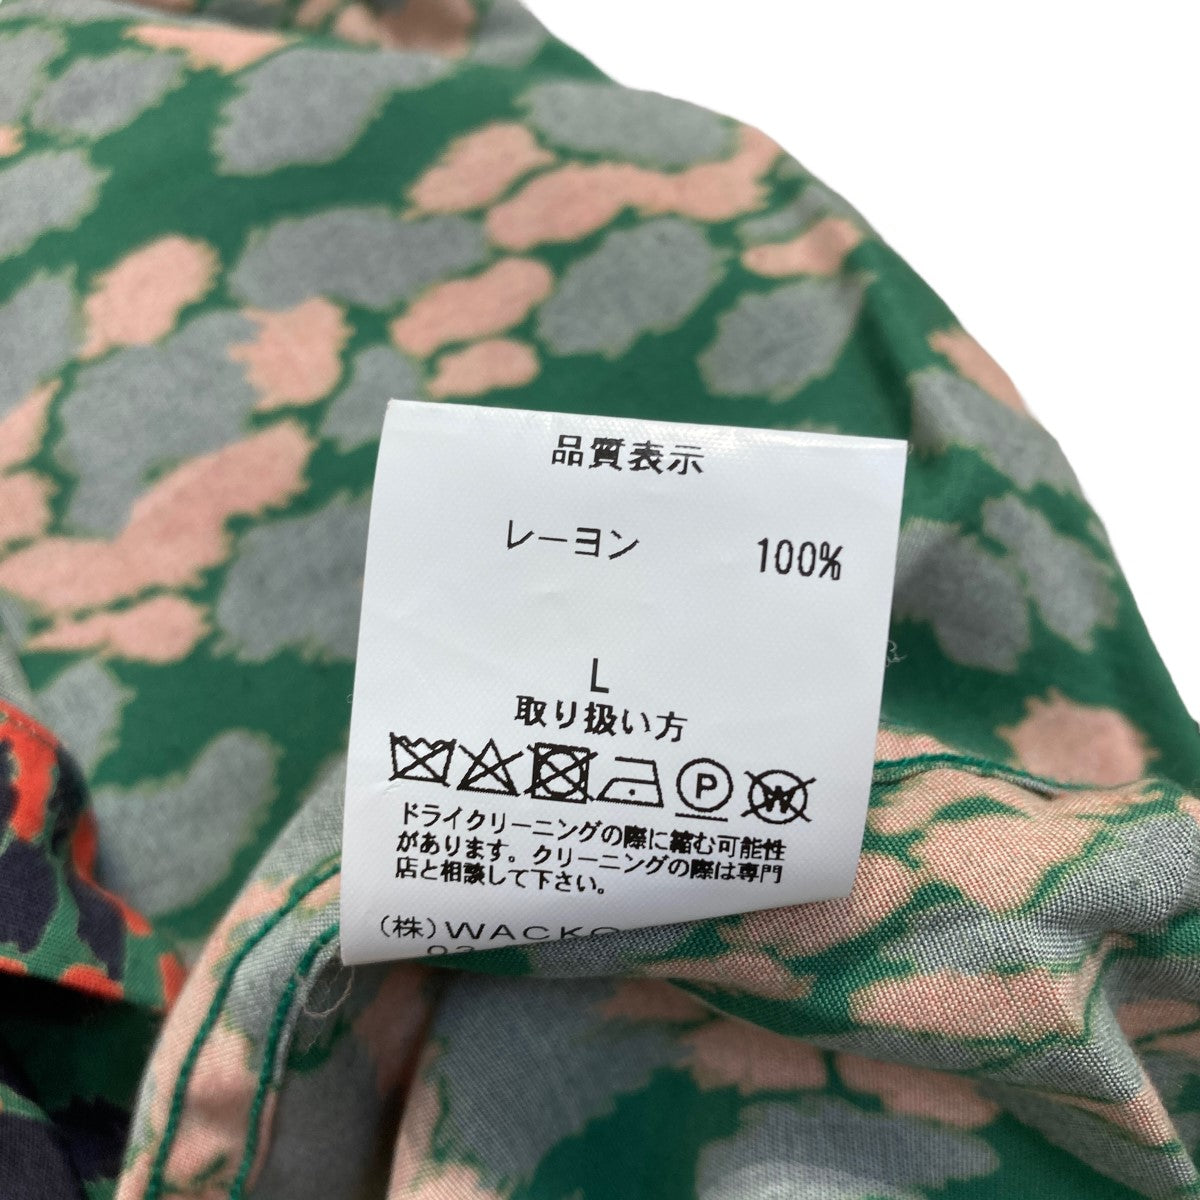 品質表示
レーヨン 100%
L
取り扱い方
P W
ドライクリーニングの際に縮む可能性
があります。クリーニングの際は専門
店と相談して下さい。
(株)WACKO